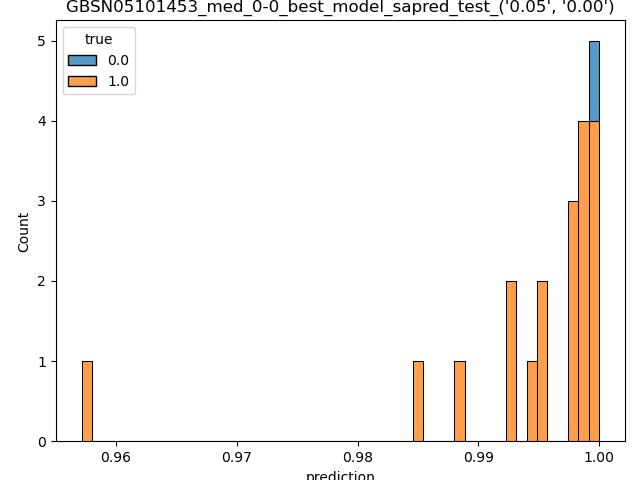 GBSN05101453_med_0-0_best_model_sapred_test_('0.05', '0.00')
true
0.0
1.0
5
4
3
2
1
0
Count
0.96 0.97 0.98 0.99 1.00
prediction